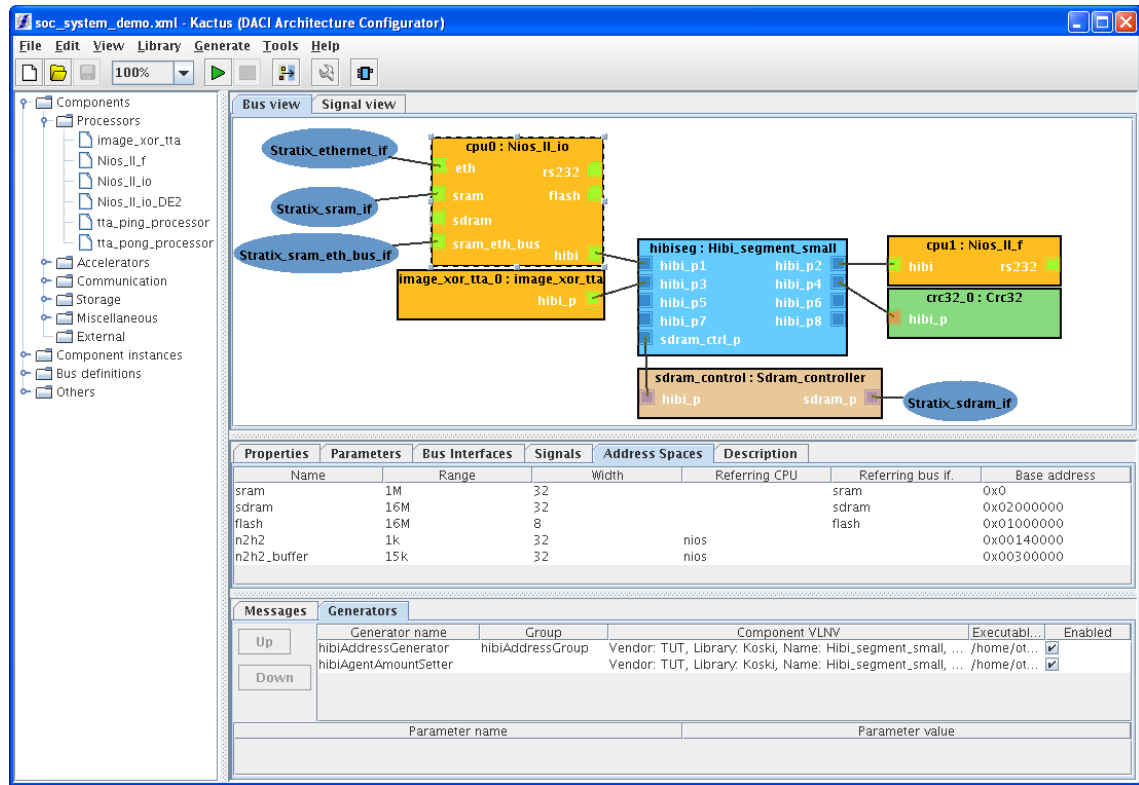 soc_system_demo.xml - Kactus (DACI Architecture Configurator)
File Edit View Library Generate Tools Help
100%
Components
Processors
image_xor_tta
Nios_II_f
Nios_II_io
Nios_II_io_DE2
tta_ping_processor
tta_pong_processor
Accelerators
Communication
Storage
Miscellaneous
External
Component instances
Bus definitions
Others
Bus view Signal view
Stratix_ethernet_if
Stratix_sram_if
Stratix_sram_eth_bus_if
cpu0 : Nios_II_io
eth rs232
sram flash
sdram
sram_eth_bus
hibi
image_xor_tta_0 : image_xor_tta
hibi_p
hibiseg : Hibi_segment_small
hibi_p1 hibi_p2
hibi_p3 hibi_p4
hibi_p5 hibi_p6
hibi_p7 hibi_p8
sdram_ctrl_p
cpu1 : Nios_II_f
hibi rs232
crc32_0 : Crc32
hibi_p
sdram_control : Sdram_controller
hibi_p sdram_p
Stratix_sdram_if
Properties Parameters Bus Interfaces Signals Address Spaces Description
Name Range Width Referring CPU Referring bus if. Base address
sram 1M 32 sram 0x0
sdram 16M 32 sdram 0x02000000
flash 16M 8 flash 0x01000000
n2h2 1k 32 nios 0x00140000
n2h2_buffer 15k 32 nios 0x00300000
Messages Generators
Up
Down
Generator name Group Component VLNV Executabl... Enabled
hibiAddressGenerator hibiAddressGroup Vendor: TUT, Library: Koski, Name: Hibi_segment_small, ... /home/ot...
hibiAgentAmountSetter Vendor: TUT, Library: Koski, Name: Hibi_segment_small, ... /home/ot...
Parameter name Parameter value